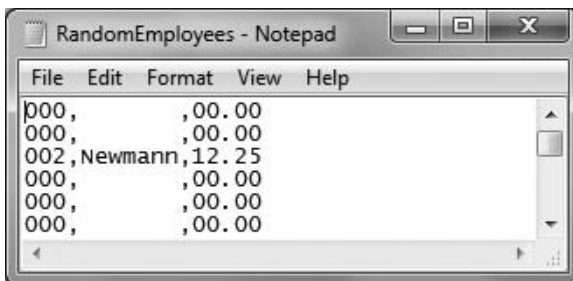 RandomEmployees - Notepad
File Edit Format View Help
000,       ,00.00
000,       ,00.00
002,Newmann,12.25
000,       ,00.00
000,       ,00.00
000,       ,00.00